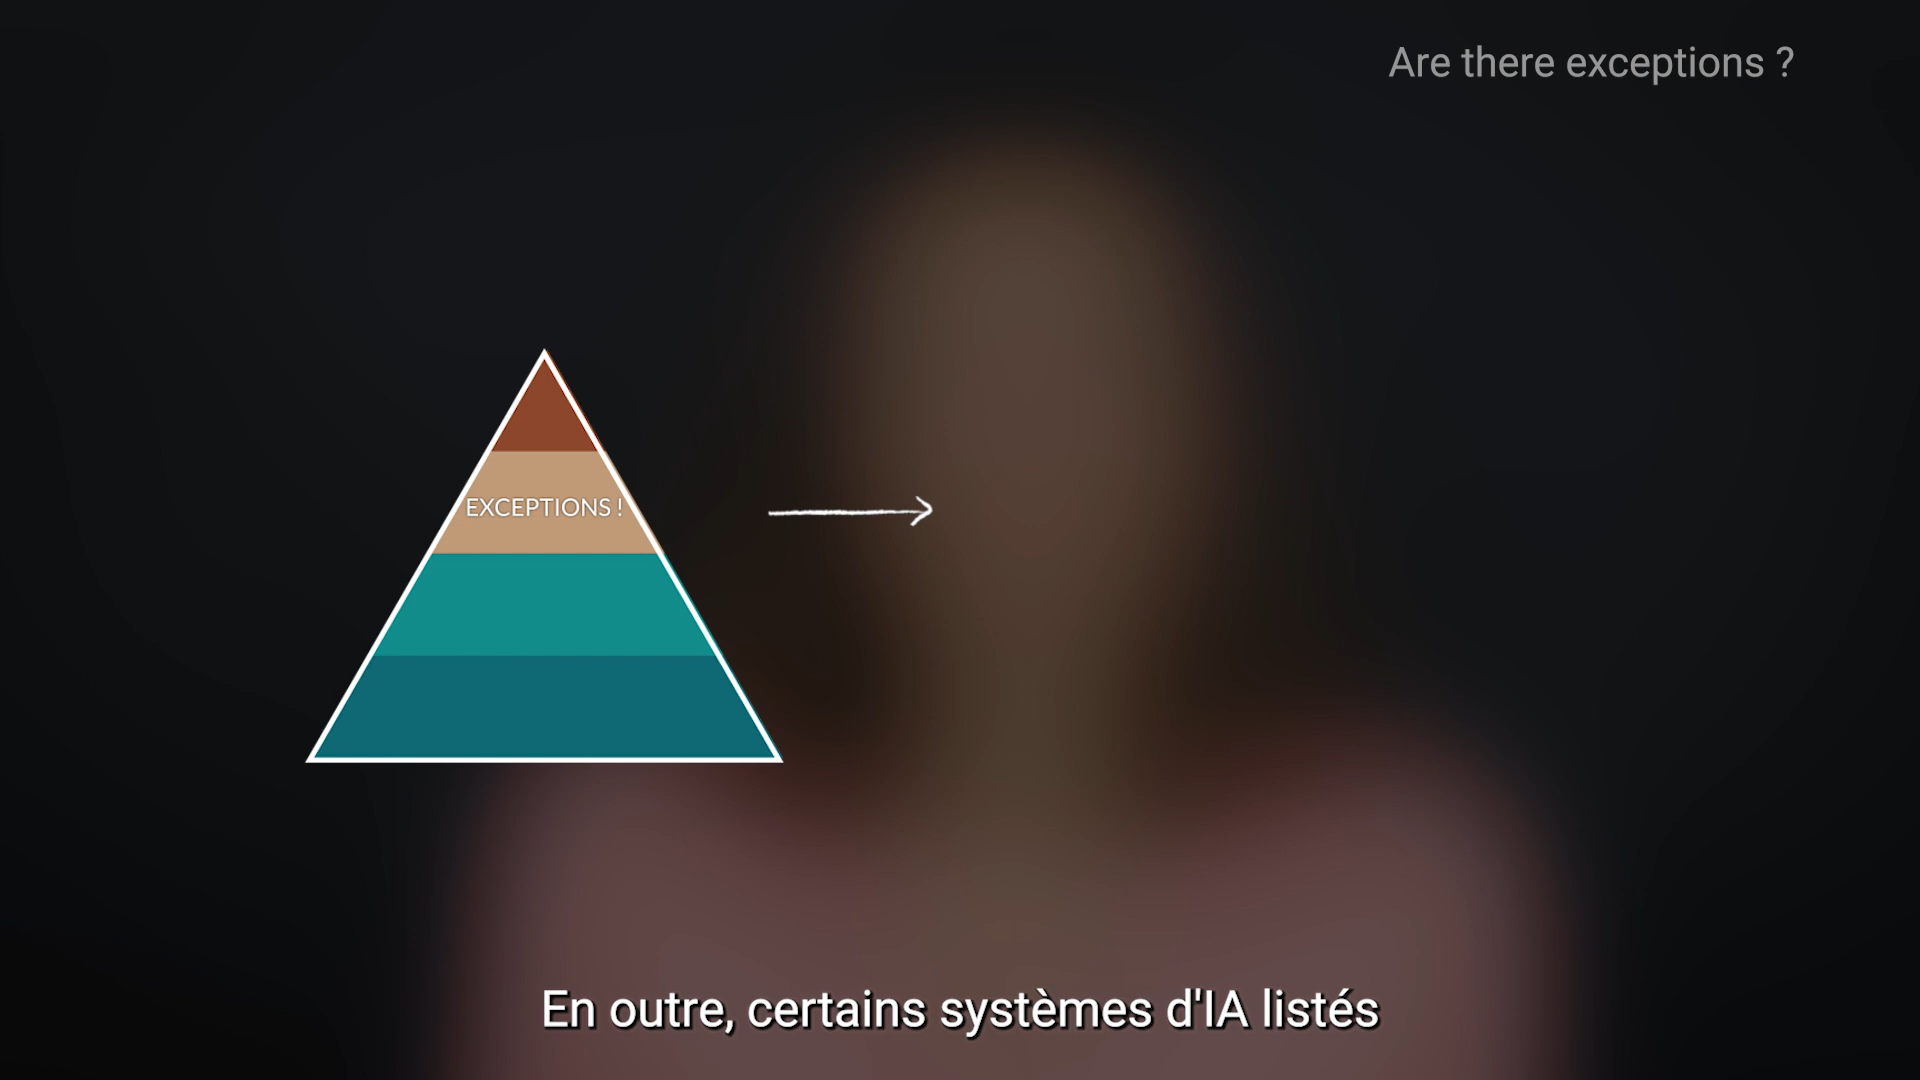 Are there exceptions ?
EXCEPTIONS !
En outre, certains systèmes d'IA listés